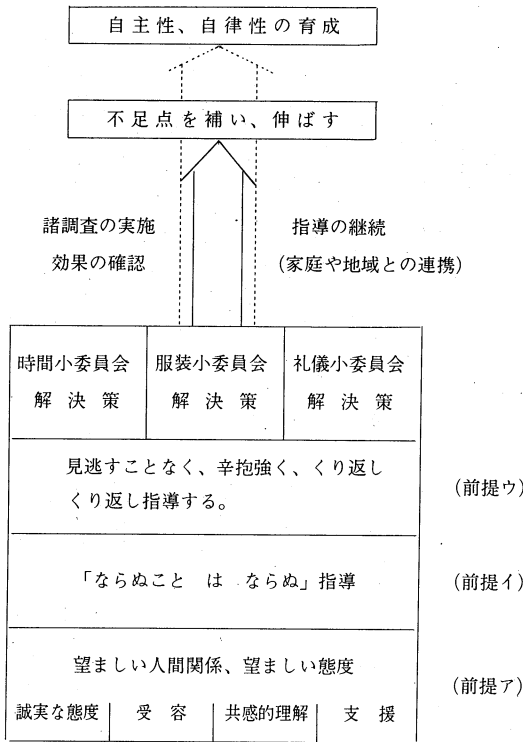 自主性、自律性の育成
不足点を補い、伸ばす
諸調査の実施
効果の確認
指導の継続
(家庭や地域との連携)
時間小委員会
解決策
服装小委員会
解決策
礼儀小委員会
解決策
見逃すことなく、辛抱強く、くり返し
くり返し指導する。
(前提ウ)
「ならぬこと は ならぬ」指導
(前提イ)
望ましい人間関係、望ましい態度
(前提ア)
誠実な態度
受容
共感的理解
支援